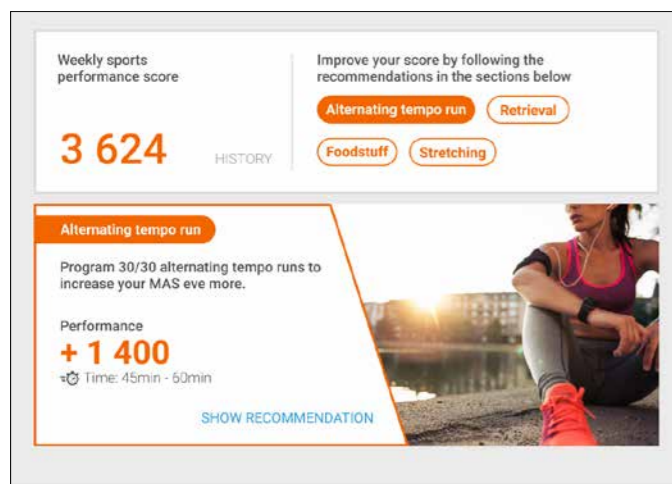 Weekly sports
performance score
3 624
HISTORY
Improve your score by following the
recommendations in the sections below
Alternating tempo run
Retrieval
Foodstuff
Stretching
Alternating tempo run
Program 30/30 alternating tempo runs to
increase your MAS eve more.
Performance
+ 1 400
Time: 45min - 60min
SHOW RECOMMENDATION